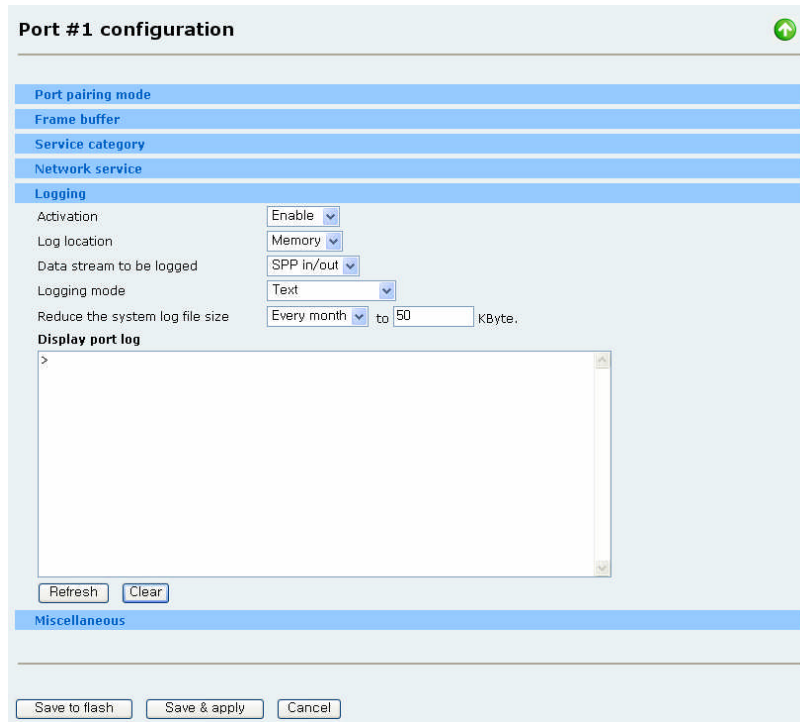 Port #1 configuration
Port pairing mode
Frame buffer
Service category
Network service
Logging
Activation Enable
Log location Memory
Data stream to be logged SPP in/out
Logging mode Text
Reduce the system log file size Every month to 50 KByte.
Display port log
>
Refresh Clear
Miscellaneous
Save to flash Save & apply Cancel